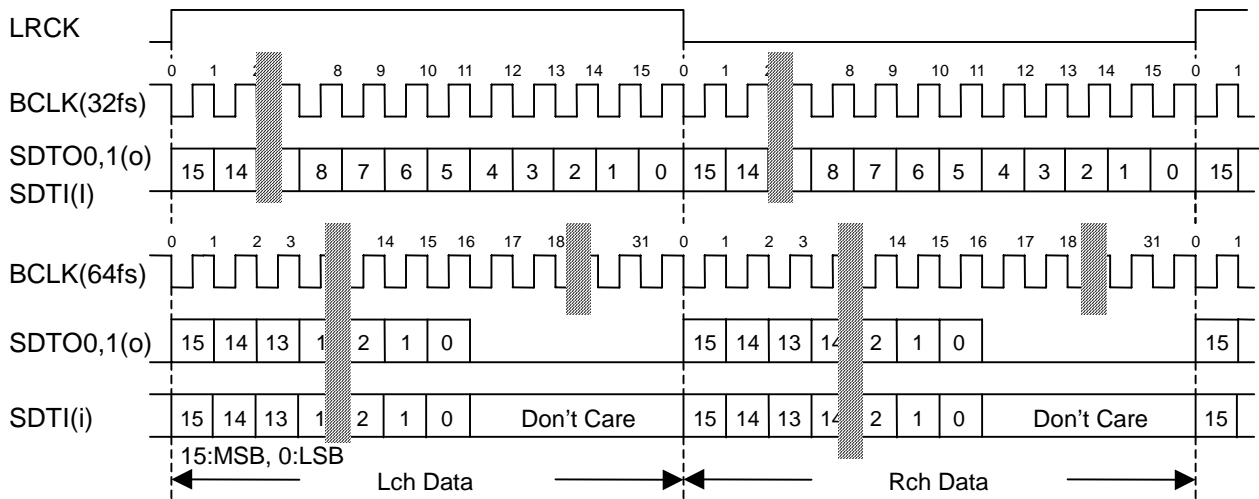 LRCK
0 1 8 9 10 11 12 13 14 15 0 1 8 9 10 11 12 13 14 15 0 1
BCLK(32fs)
SDTO0,1(o)
15 14 8 7 6 5 4 3 2 1 0 15 14 8 7 6 5 4 3 2 1 0 15
SDTI(I)
0 1 2 3 14 15 16 17 18 31 0 1 2 3 14 15 16 17 18 31 0 1
BCLK(64fs)
SDTO0,1(o) 15 14 13 2 1 0 15 14 13 14 2 1 0 15
SDTI(i) 15 14 13 2 1 0 Don't Care 15 14 13 14 2 1 0 Don't Care 15
15:MSB, 0:LSB
Lch Data Rch Data